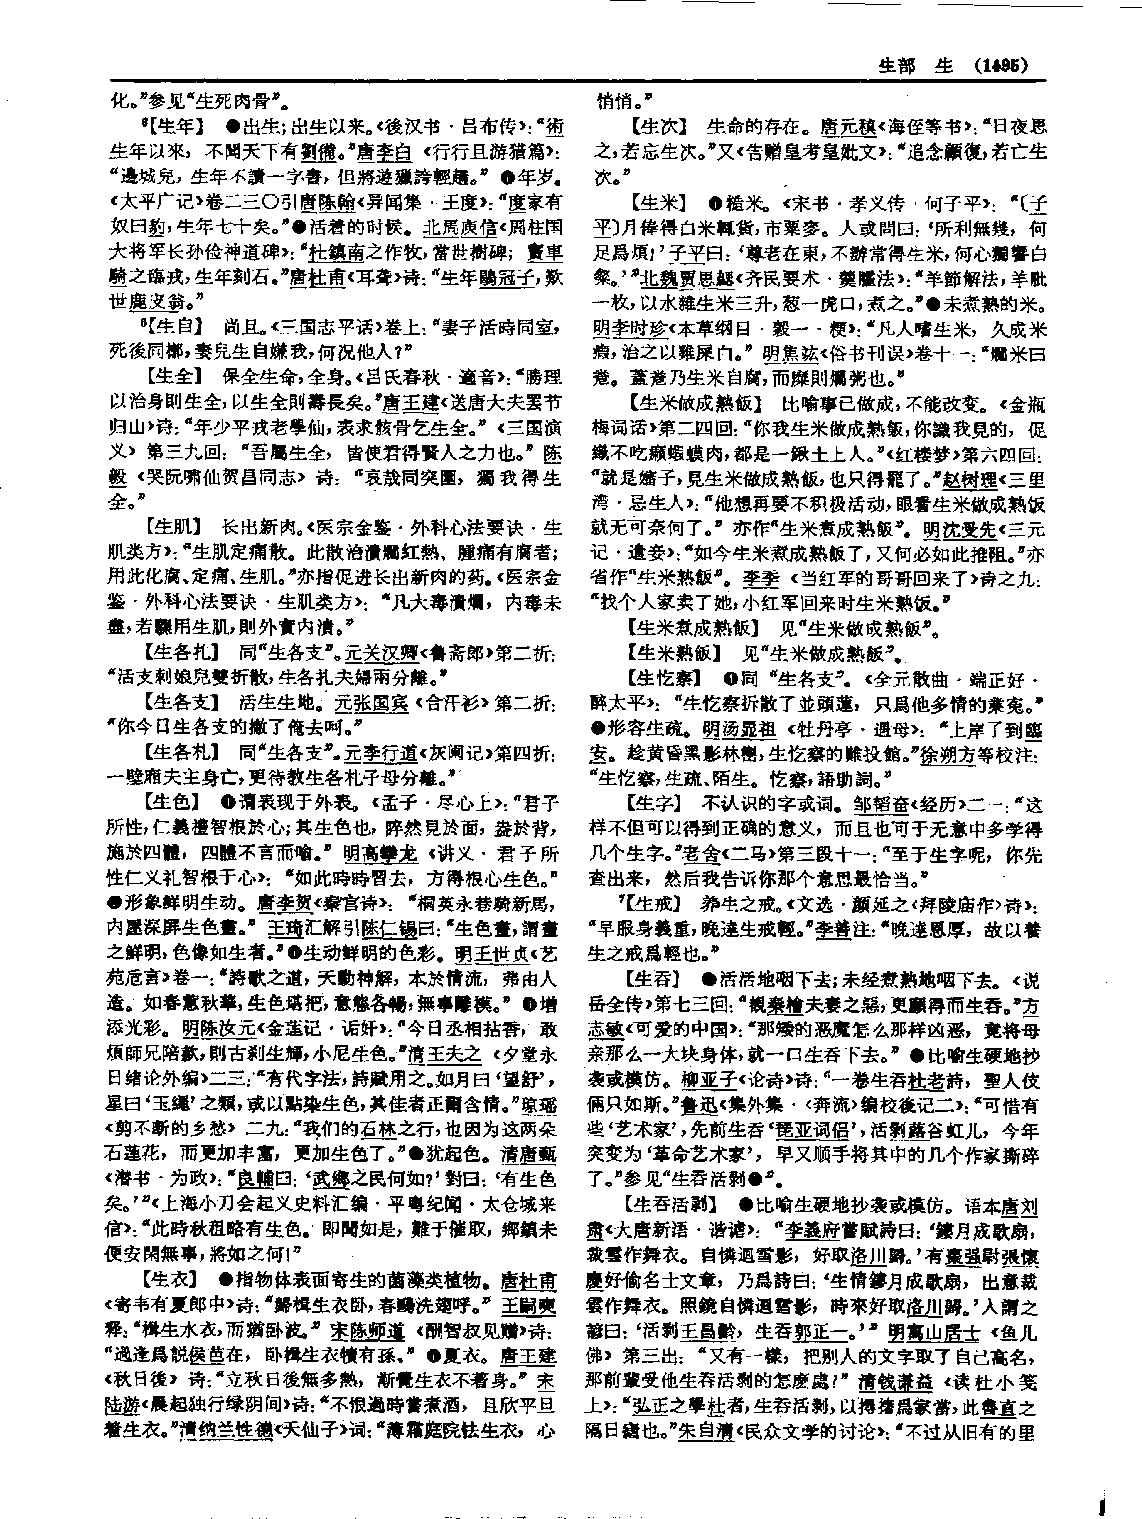 生部　生　(1495)
化。”参见“生死肉骨”。
⁵【生年】　●出生；出生以来。《後汉书·吕布传》：“術
生年以來，不聞天下有劉備。”唐李白《行行且游猎篇》：
“邊城兒，生年不讀一字書，但將遊獵誇輕趫。”❷年岁。
《太平广记》卷二三〇引唐陈翰《异闻集·王度》：“度家有
奴曰豹，生年七十矣。”❸活着的时候。北周庾信《周柱国
大将军长孙俭神道碑》：“杜鎮南之作牧，當世樹碑；竇車
騎之臨戎，生年刻石。”唐杜甫《耳聋》诗：“生年鶡冠子，歎
世鹿皮翁。”
⁶【生自】　尚且。《三国志平话》卷上：“妻子活時同室，
死後同槨，妻兒生自嫌我，何况他人？”
【生全】　保全生命，全身。《吕氏春秋·適音》：“勝理
以治身則生全，以生全則壽長矣。”唐王建《送唐大夫罢节
归山》诗：“年少平戎老學仙，表求骸骨乞生全。”《三国演
义》第三九回：“吾屬生全，皆使君得賢人之力也。”陈
毅《哭阮啸仙贺昌同志》诗：“哀哉同突圍，獨我得生
全。”
【生肌】　长出新肉。《医宗金鉴·外科心法要诀·生
肌类方》：“生肌定痛散。此散治潰爛紅熱、腫痛有腐者；
用此化腐、定痛、生肌。”亦指促进长出新肉的药。《医宗金
鉴·外科心法要诀·生肌类方》：“凡大毒潰爛，内毒未
盡，若驟用生肌，則外實内潰。”
【生各扎】　同“生各支”。元关汉卿《鲁斋郎》第二折：
“活支剌娘兒雙折散，生各扎夫婦兩分離。”
【生各支】　活生生地。元张国宾《合汗衫》第二折：
“你今日生各支的撇了俺去呵。”
【生各札】　同“生各支”。元李行道《灰阑记》第四折：
一壁廂夫主身亡，更待教生各札子母分離。”
【生色】　❶谓表现于外表。《孟子·尽心上》：“君子
所性，仁義禮智根於心；其生色也，睟然見於面，盎於背，
施於四體，四體不言而喻。”明高攀龙《讲义·君子所
性仁义礼智根于心》：“如此時時習去，方得根心生色。”
❷形象鲜明生动。唐李贺《秦宫诗》：“桐英永巷騎新馬，
内屋深屏生色畫。”王琦汇解引陈仁锡曰：“生色畫，謂畫
之鮮明，色像如生者。”❸生动鲜明的色彩。明王世贞《艺
苑卮言》卷一：“詩歌之道，天動神解，本於情流，弗由人
造。如春蕙秋華，生色堪把，意態各暢，無事雕模。”❹增
添光彩。明陈汝元《金莲记·诟奸》：“今日丞相拈香，敢
煩師兄陪歡，則古刹生輝，小尼生色。”清王夫之《夕堂永
日绪论外编》二三：“有代字法，詩賦用之。如月曰‘望舒’，
星曰‘玉繩’之類，或以點染生色，其佳者正爾含情。”琼瑶
《剪不断的乡愁》二九：“我们的石林之行，也因为这两朵
石莲花，而更加丰富，更加生色了。”❺犹起色。清唐甄
《潜书·为政》：“良輔曰：‘武鄉之民何如？’對曰：‘有生色
矣。’”《上海小刀会起义史料汇编·平粤纪闻·太仓城来
信》：“此時秋租略有生色。即聞如是，難于催取，鄉鎮未
便安閒無事，將如之何！”
【生衣】　❶指物体表面寄生的菌藻类植物。唐杜甫
《寄韦有夏郎中》诗：“歸楫生衣卧，春鷗洗翅呼。”王嗣奭
释：“楫生水衣，而猶卧波。”宋陈师道《酬智叔见赠》诗：
“過逢爲説侯芭在，卧楫生衣犢有孫。”❷夏衣。唐王建
《秋日後》诗：“立秋日後無多熱，漸覺生衣不著身。”宋
陆游《晨起独行绿阴间》诗：“不恨過時嘗煮酒，且欣平旦
着生衣。”清纳兰性德《天仙子》词：“薄霜庭院怯生衣，心
悄悄。”
【生次】　生命的存在。唐元稹《海侄等书》：“日夜思
之，若忘生次。”又《告赠皇考皇妣文》：“追念顧復，若亡生
次。”
【生米】　❶糙米。《宋书·孝义传·何子平》：“〔子
平〕月俸得白米輒貨，市粟麥。人或問曰：‘所利無幾，何
足爲煩！’子平曰：‘尊老在東，不辦常得生米，何心獨饗白
粲。’”北魏贾思勰《齐民要术·羹臛法》：“羊節解法，羊肶
一枚，以水雜生米三升，葱一虎口，煮之。”❷未煮熟的米。
明李时珍《本草纲目·穀一·粳》：“凡人嗜生米，久成米
瘕，治之以雞屎白。”明焦竑《俗书刊误》卷十一：“爛米曰
䊆。蓋䊆乃生米自腐，而糜則爛粥也。”
【生米做成熟飯】　比喻事已做成，不能改变。《金瓶
梅词话》第二四回：“你我生米做成熟飯，你識我見的，促
織不吃癩蝦蟆肉，都是一鍬土上人。”《红楼梦》第六四回：
“就是嬸子，見生米做成熟飯，也只得罷了。”赵树理《三里
湾·忌生人》：“他想再要不积极活动，眼看生米做成熟饭
就无可奈何了。”亦作“生米煮成熟飯”。明沈受先《三元
记·遣妾》：“如今生米煮成熟飯了，又何必如此推阻。”亦
省作“生米熟飯”。李季《当红军的哥哥回来了》诗之九：
“找个人家卖了她，小红军回来时生米熟饭。”
【生米煮成熟飯】　见“生米做成熟飯”。
【生米熟飯】　见“生米做成熟飯”。
【生忔察】　❶同“生各支”。《全元散曲·端正好·
醉太平》：“生忔察拆散了並頭蓮，只爲他多情的業冤。”
❷形容生疏。明汤显祖《牡丹亭·遇母》：“上岸了到臨
安。趁黄昏黑影林巒，生忔察的難投館。”徐朔方等校注：
“生忔察，生疏、陌生。忔察，語助詞。”
【生字】　不认识的字或词。邹韬奋《经历》二一：“这
样不但可以得到正确的意义，而且也可于无意中多学得
几个生字。”老舍《二马》第三段十一：“至于生字呢，你先
查出来，然后我告诉你那个意思最恰当。”
⁷【生戒】　养生之戒。《文选·颜延之〈拜陵庙作〉诗》：
“早服身義重，晚達生戒輕。”李善注：“晚達恩厚，故以養
生之戒爲輕也。”
【生吞】　❶活活地咽下去；未经煮熟地咽下去。《说
岳全传》第七三回：“覩秦檜夫妻之惡，更願得而生吞。”方
志敏《可爱的中国》：“那矮的恶魔怎么那样凶恶，竟将母
亲那么一大块身体，就一口生吞下去。”❷比喻生硬地抄
袭或模仿。柳亚子《论诗》诗：“一卷生吞杜老詩，聖人伎
倆只如斯。”鲁迅《集外集·〈奔流〉编校後记二》：“可惜有
些‘艺术家’，先前生吞‘琵亚词侣’，活剥蕗谷虹儿，今年
突变为‘革命艺术家’，早又顺手将其中的几个作家撕碎
了。”参见“生吞活剥❶”。
【生吞活剥】　❶比喻生硬地抄袭或模仿。语本唐刘
肃《大唐新语·谐谑》：“李義府嘗賦詩曰：‘鏤月成歌扇，
裁雲作舞衣。自憐迴雪影，好取洛川歸。’有棗强尉張懷
慶好偷名士文章，乃爲詩曰：‘生情鏤月成歌扇，出意裁
雲作舞衣。照鏡自憐迴雪影，時來好取洛川歸。’人謂之
諺曰：‘活剥王昌齡，生吞郭正一。’”明寓山居士《鱼儿
佛》第三出：“又有一樣，把别人的文字取了自己高名，
那前輩受他生吞活剥的怎麼處？”清钱谦益《读杜小笺
上》：“弘正之學杜者，生吞活剥，以撏撦爲家當，此魯直之
隔日瘧也。”朱自清《民众文学的讨论》：“不过从旧有的里